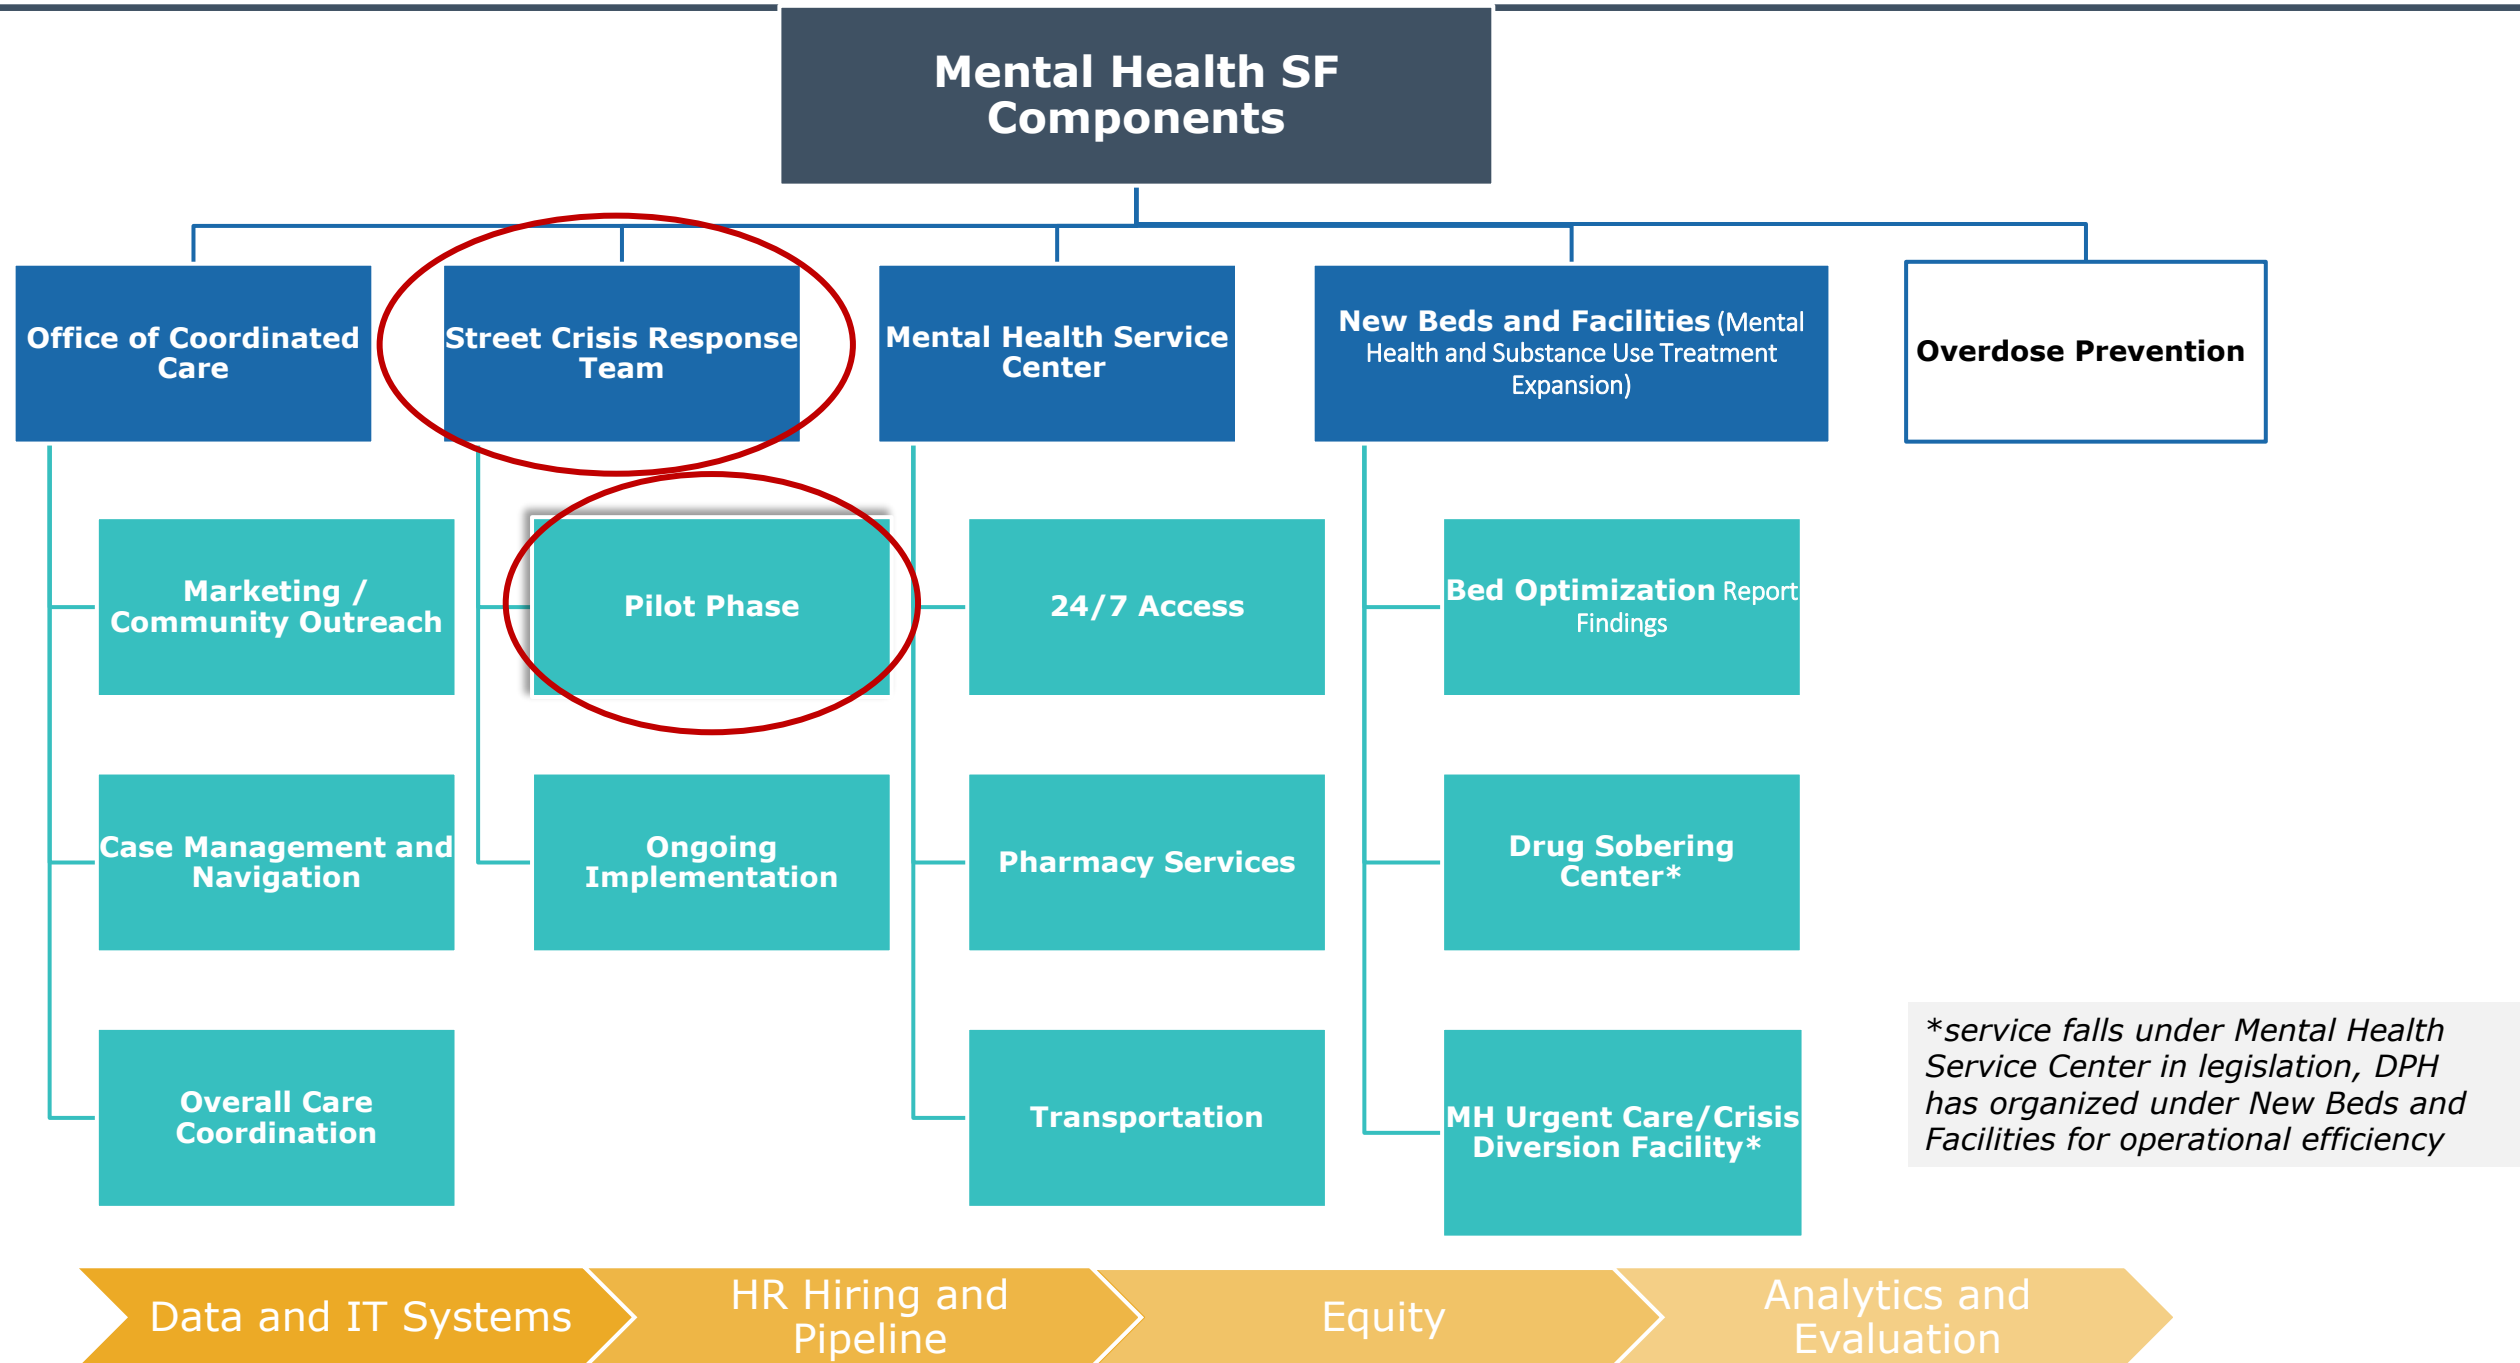 Mental Health SF
Components
Office of Coordinated
Care
Street Crisis Response
Team
Mental Health Service
Center
New Beds and Facilities (Mental
Health and Substance Use Treatment
Expansion)
Overdose Prevention
Marketing /
Community Outreach
Pilot Phase
24/7 Access
Bed Optimization Report
Findings
Case Management and
Navigation
Ongoing
Implementation
Pharmacy Services
Drug Sobering
Center*
Overall Care
Coordination
Transportation
MH Urgent Care/Crisis
Diversion Facility*
*service falls under Mental Health
Service Center in legislation, DPH
has organized under New Beds and
Facilities for operational efficiency
Data and IT Systems
HR Hiring and
Pipeline
Equity
Analytics and
Evaluation